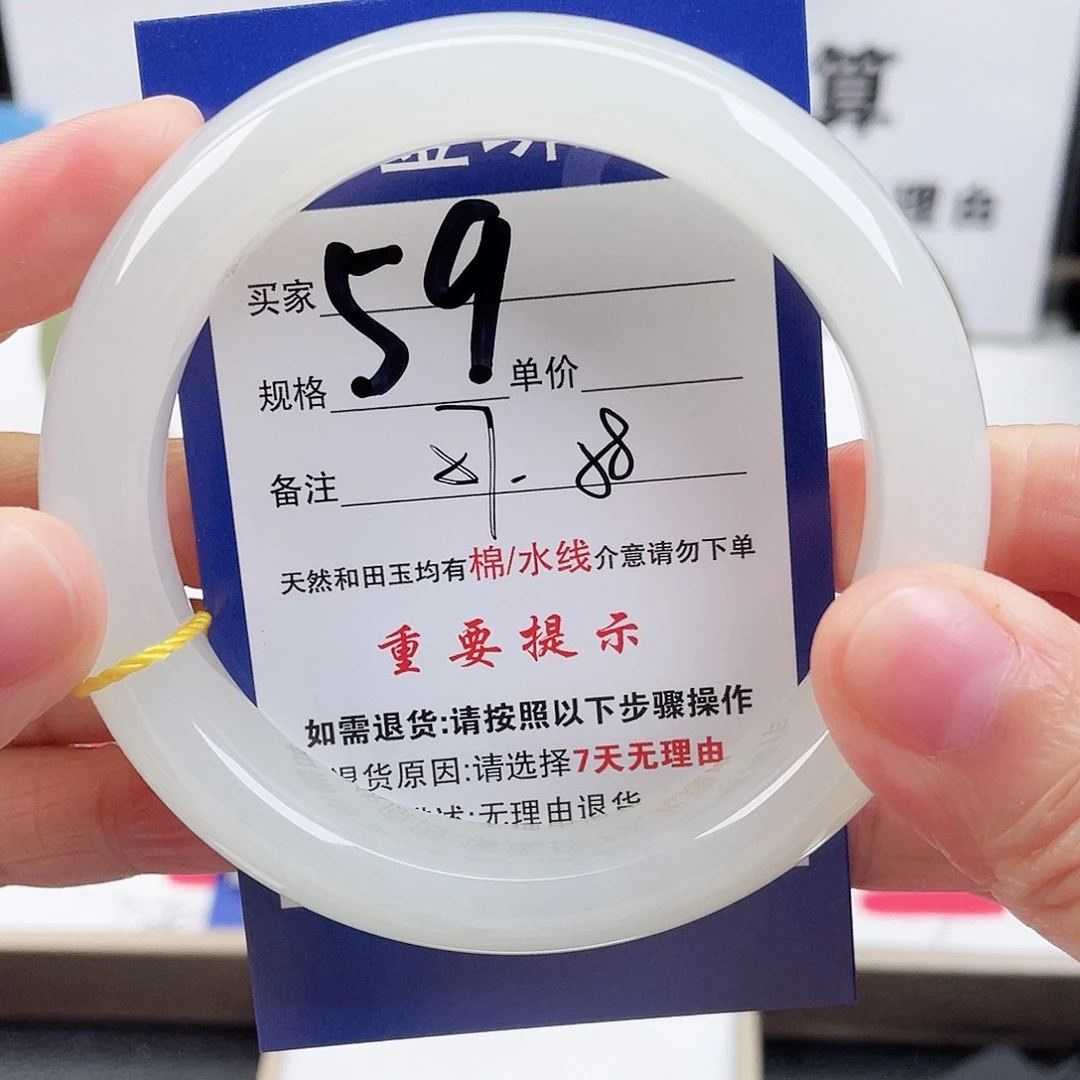 算
理由
买家 59
规格 单价
备注
天然和田玉均有棉/水线介意请勿下单
重要提示
如需退货:请按照以下步骤操作
退货原因:请选择7天无理由
述:无理由退货